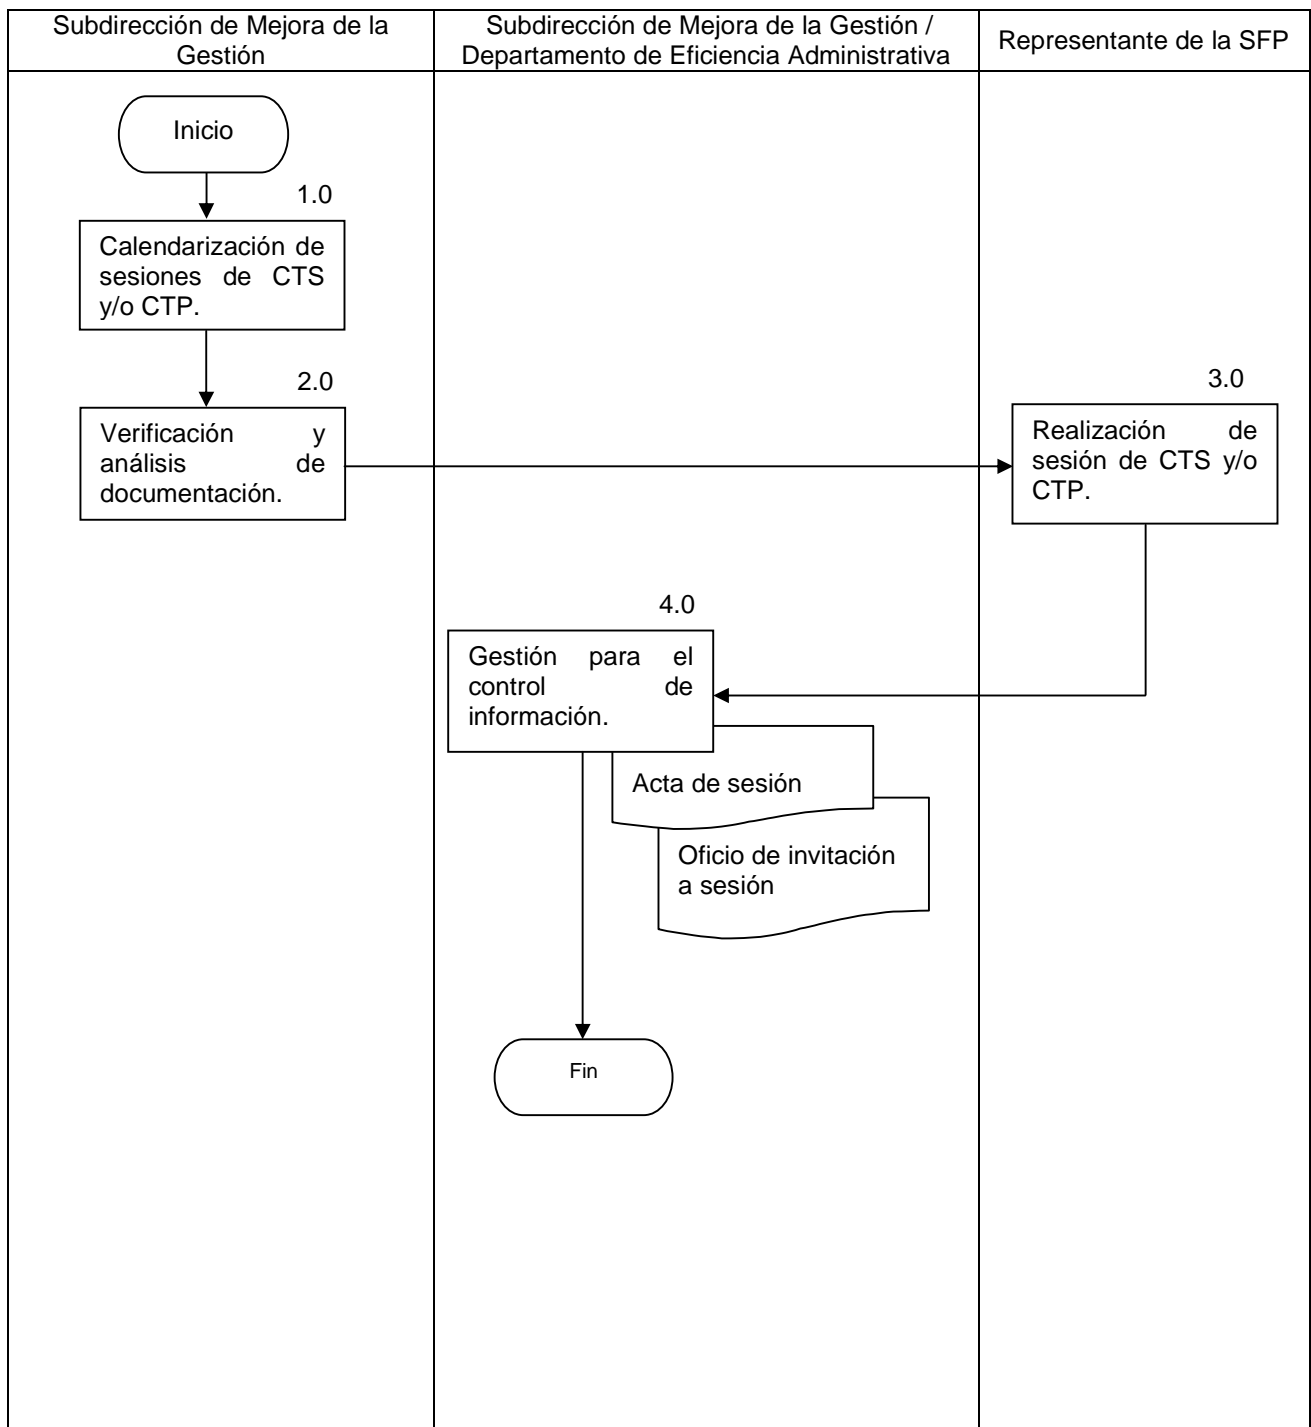 Subdirección de Mejora de la
Gestión
Subdirección de Mejora de la Gestión /
Departamento de Eficiencia Administrativa
Representante de la SFP
Inicio
1.0
Calendarización de
sesiones de CTS
y/o CTP.
2.0
Verificación y
análisis de
documentación.
3.0
Realización de
sesión de CTS y/o
CTP.
4.0
Gestión para el
control de
información.
Acta de sesión
Oficio de invitación
a sesión
Fin